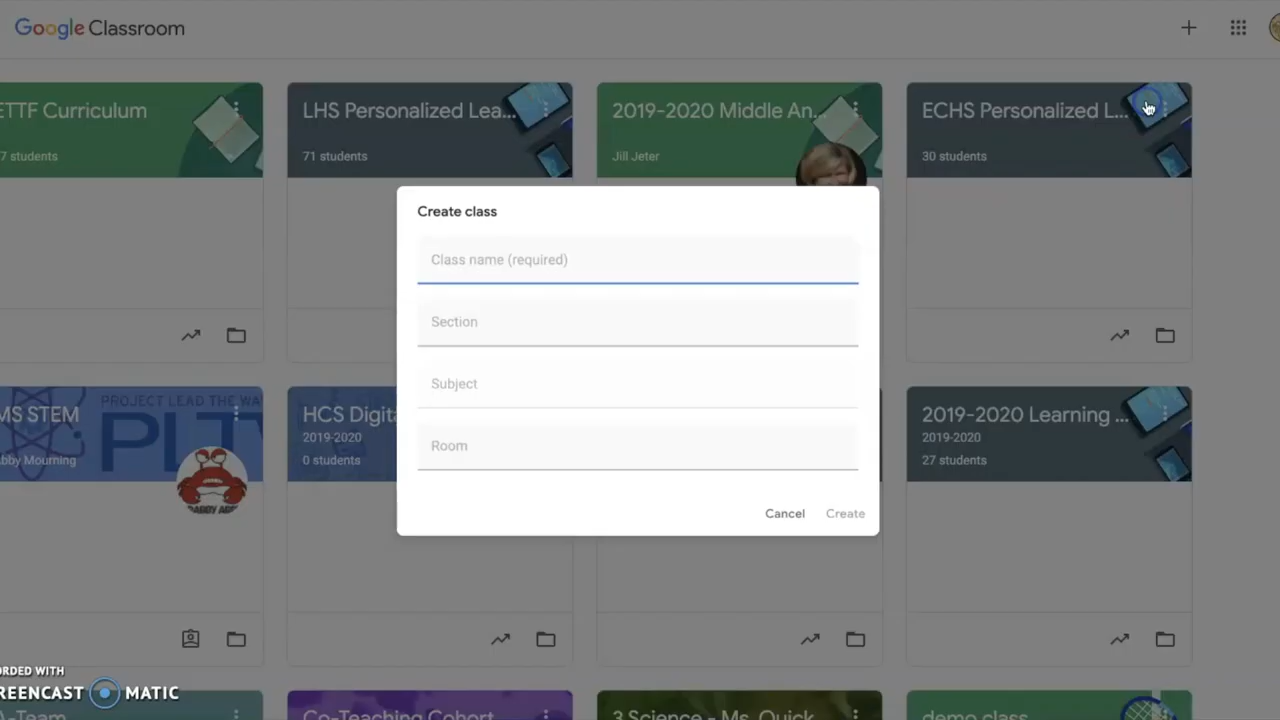 Google Classroom
ETTF Curriculum
7 students
LHS Personalized Lea...
71 students
2019-2020 Middle An...
Jill Jeter
ECHS Personalized L...
30 students
Create class
Class name (required)
Section
Subject
Room
Cancel
Create
MS STEM
PROJECT LEAD THE WA
PLT
bby Mourning
HCS Digita
2019-2020
0 students
2019-2020 Learning ...
2019-2020
27 students
ORDED WITH
REENCAST MATIC
A-Team
Co-Teaching Cohort
3 Science - Ms. Quick
demo class